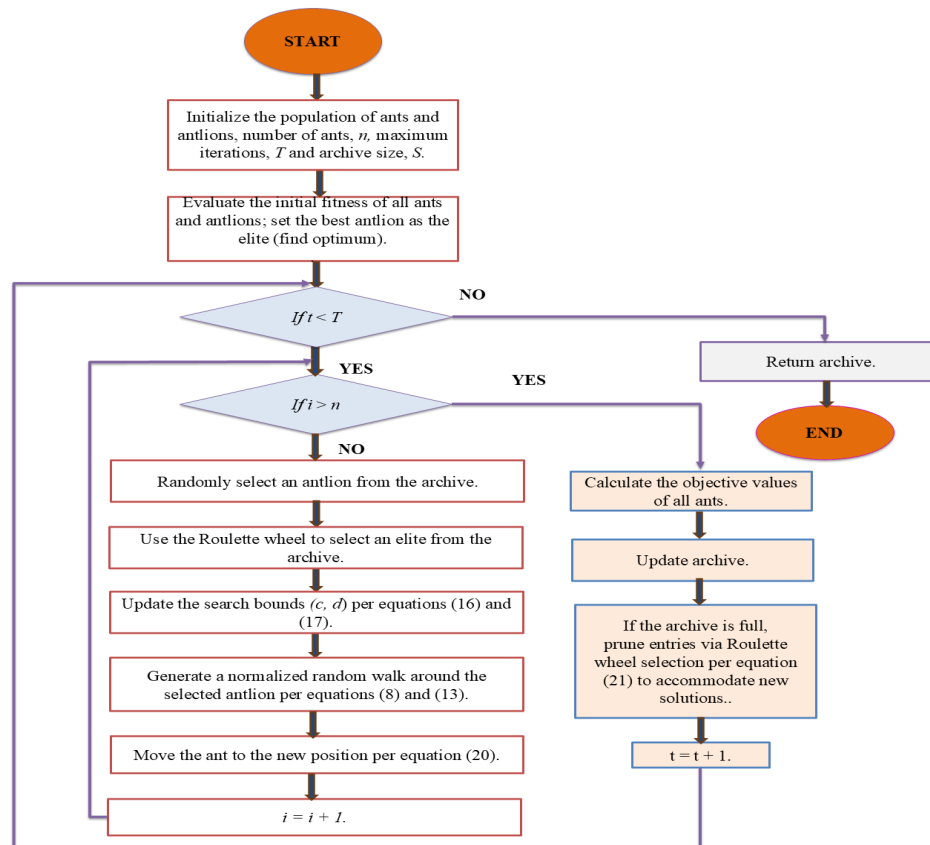 START
Initialize the population of ants and
antlions, number of ants, n, maximum
iterations, T and archive size, S.
Evaluate the initial fitness of all ants
and antlions; set the best antlion as the
elite (find optimum).
NO
If t < T
Return archive.
YES
YES
If i > n
END
NO
Randomly select an antlion from the archive.
Use the Roulette wheel to select an elite from the
archive.
Update the search bounds (c, d) per equations (16) and
(17).
Generate a normalized random walk around the
selected antlion per equations (8) and (13).
Move the ant to the new position per equation (20).
i = i + 1.
Calculate the objective values
of all ants.
Update archive.
If the archive is full,
prune entries via Roulette
wheel selection per equation
(21) to accommodate new
solutions..
t = t + 1.